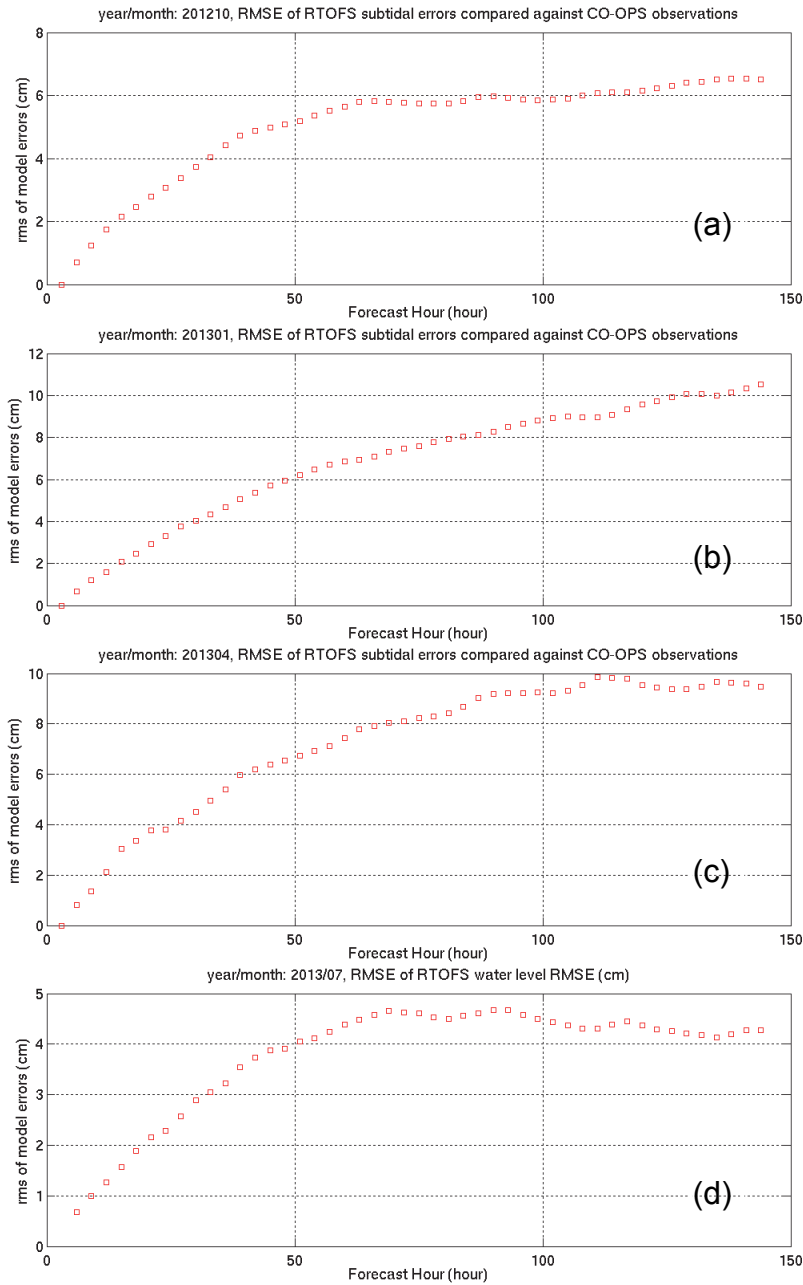 year/month: 201210, RMSE of RTOFS subtidal errors compared against CO-OPS observations
8
6
4
2
0
rms of model errors (cm)
(a)
0
50
100
150
Forecast Hour (hour)
year/month: 201301, RMSE of RTOFS subtidal errors compared against CO-OPS observations
12
10
8
6
4
2
0
rms of model errors (cm)
(b)
0
50
100
150
Forecast Hour (hour)
year/month: 201304, RMSE of RTOFS subtidal errors compared against CO-OPS observations
10
8
6
4
2
0
rms of model errors (cm)
(c)
0
50
100
150
Forecast Hour (hour)
year/month: 2013/07, RMSE of RTOFS water level RMSE (cm)
5
4
3
2
1
0
rms of model errors (cm)
(d)
0
50
100
150
Forecast Hour (hour)